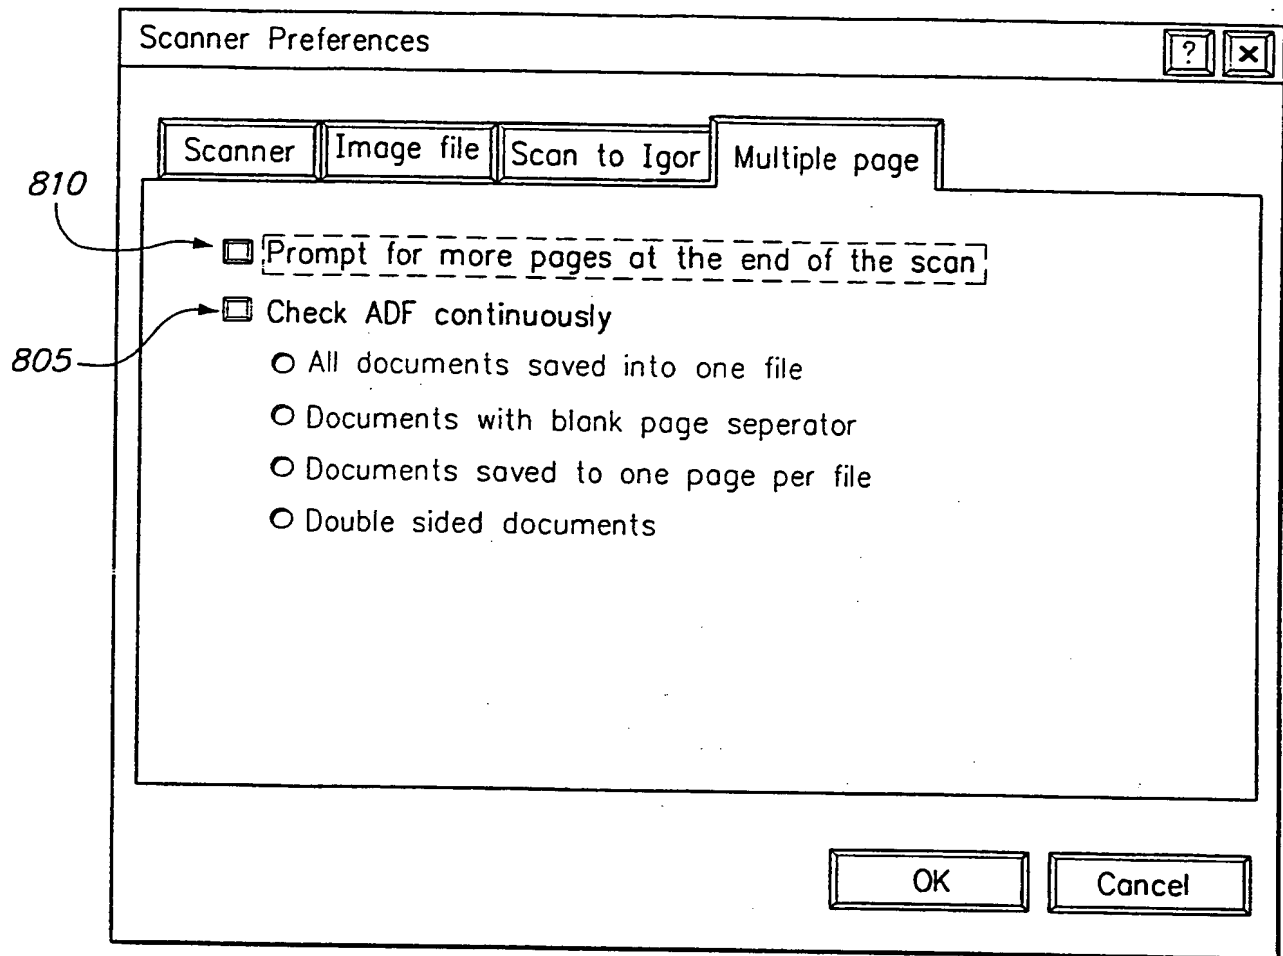 Scanner Preferences ? ×
Scanner Image file Scan to Igor Multiple page
810
Prompt for more pages at the end of the scan
Check ADF continuously
805
All documents saved into one file
Documents with blank page seperator
Documents saved to one page per file
Double sided documents
OK Cancel